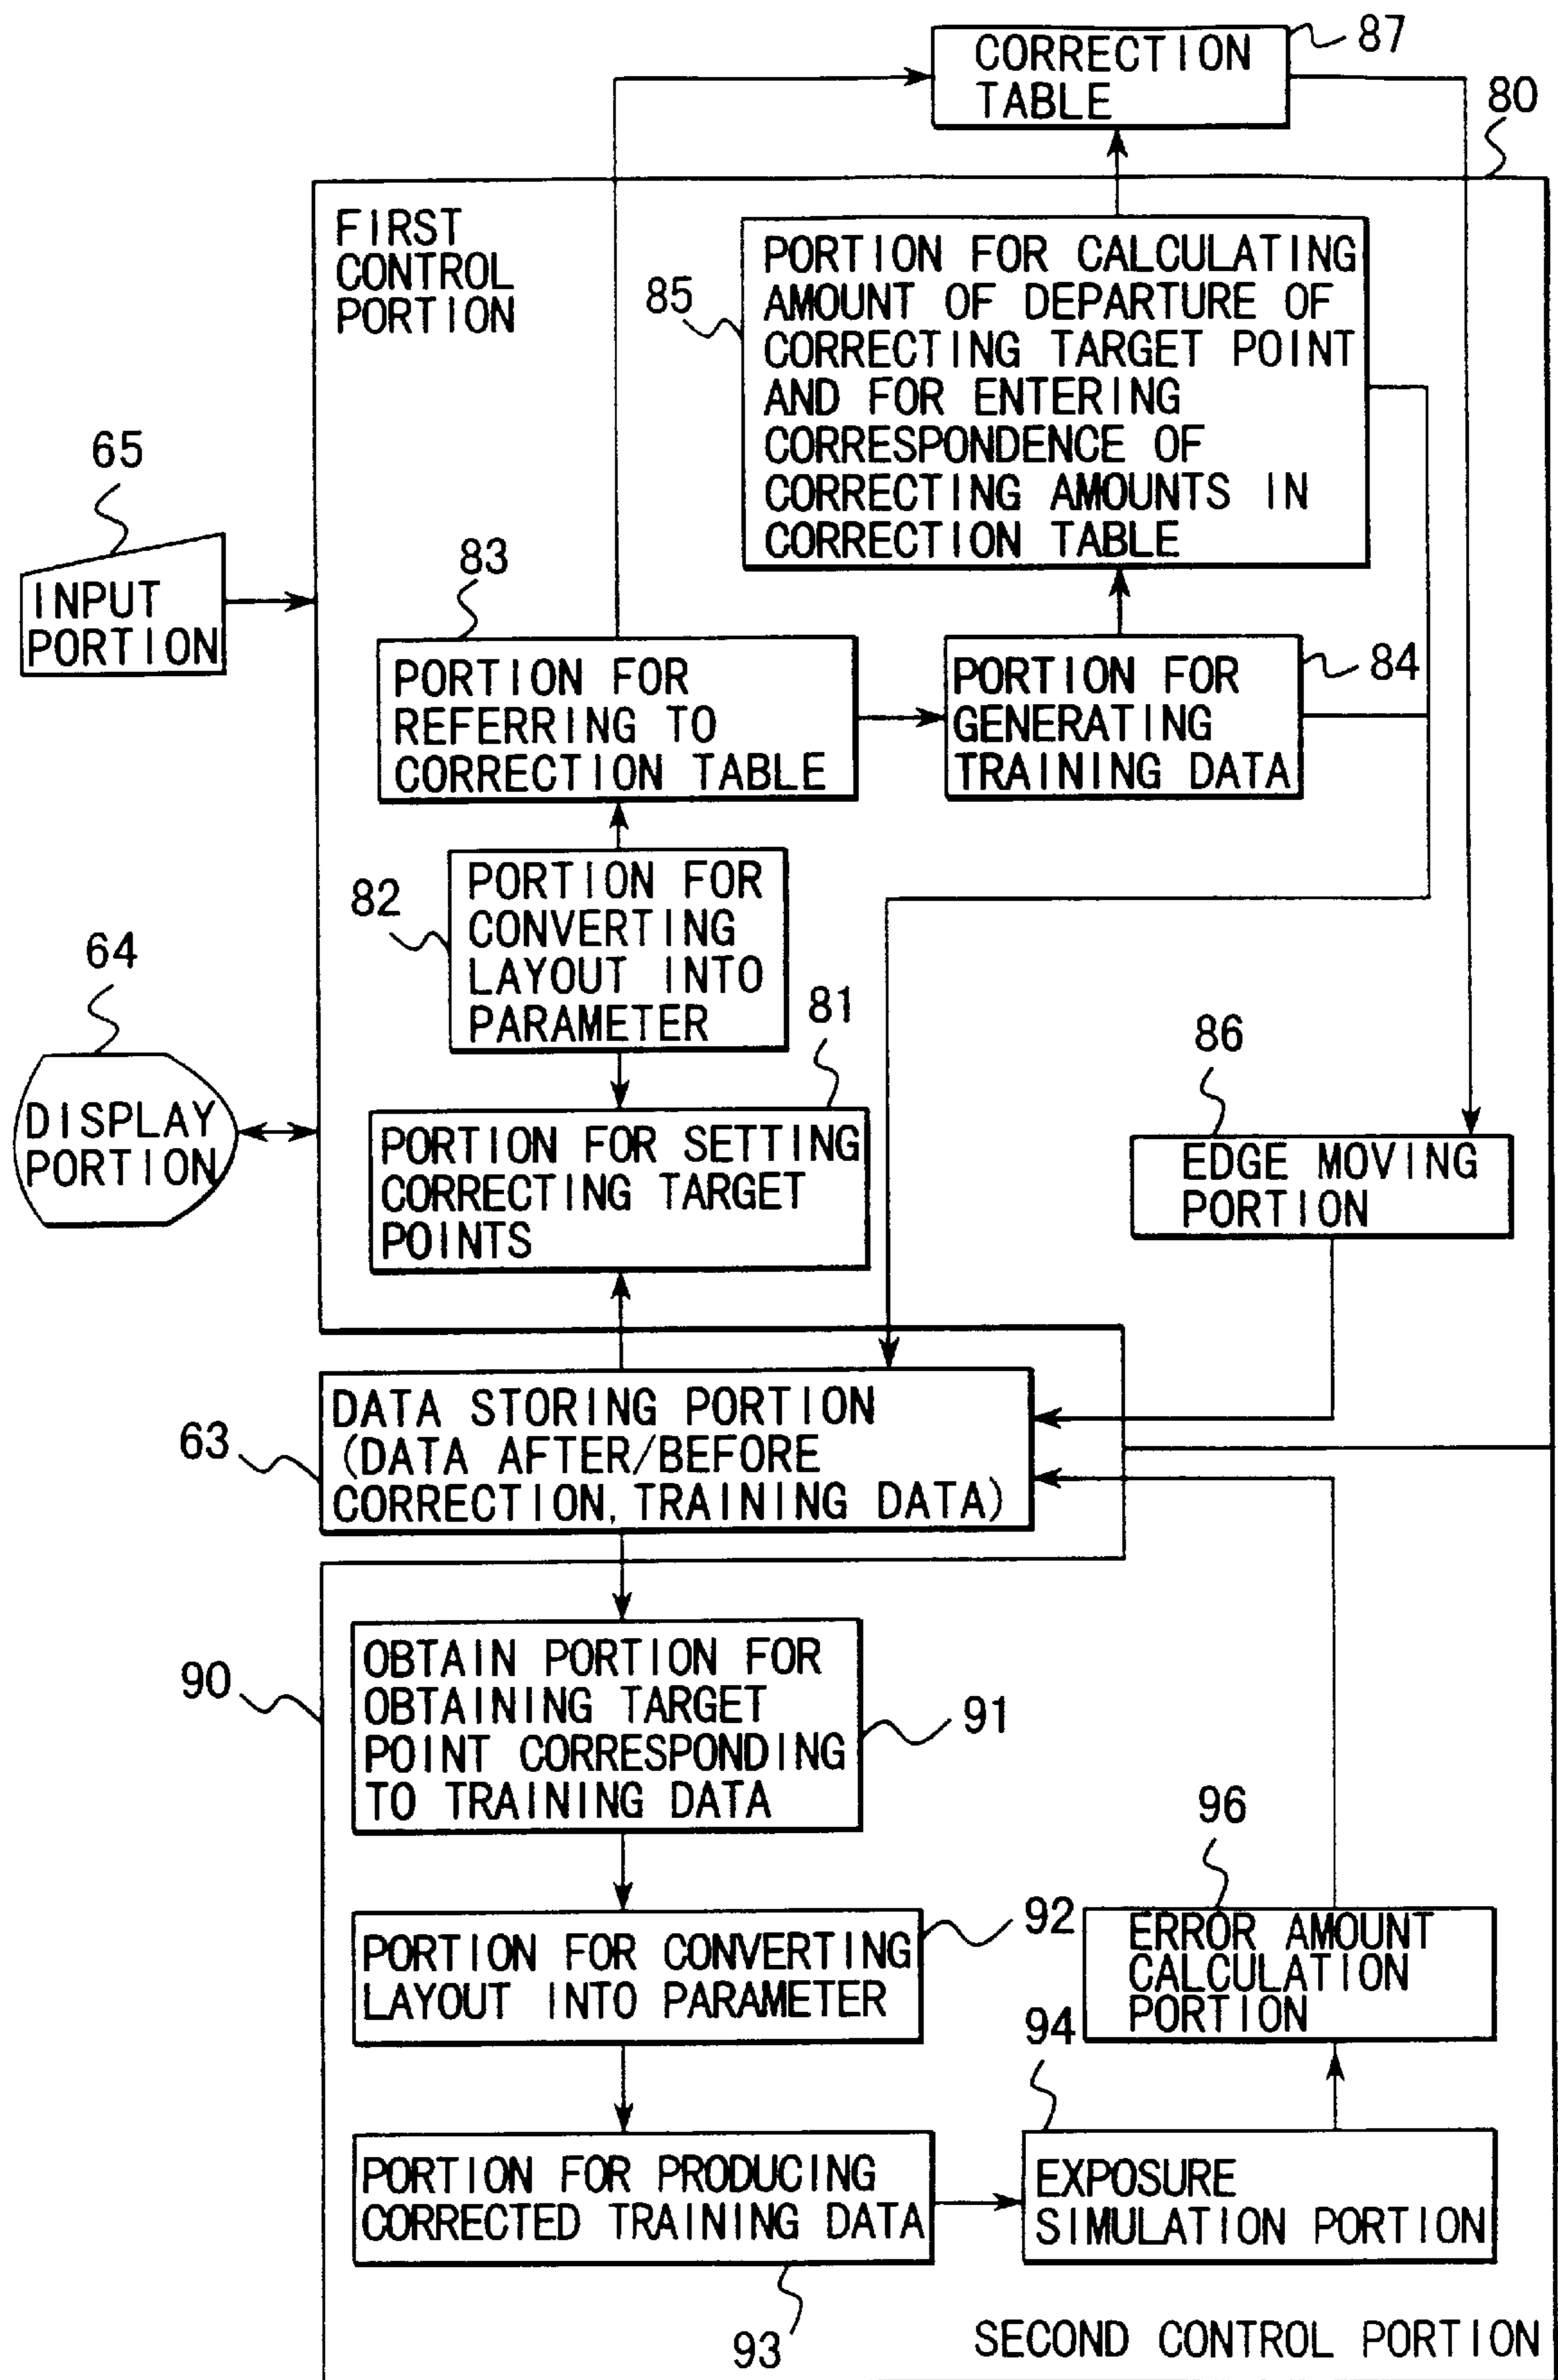 CORRECTION
TABLE
87
80
FIRST
CONTROL
PORTION
PORTION FOR CALCULATING
AMOUNT OF DEPARTURE OF
CORRECTING TARGET POINT
AND FOR ENTERING
CORRESPONDENCE OF
CORRECTING AMOUNTS IN
CORRECTION TABLE
85
65
INPUT
PORTION
83
PORTION FOR
REFERRING TO
CORRECTION TABLE
PORTION FOR
GENERATING
TRAINING DATA
84
82
PORTION FOR
CONVERTING
LAYOUT INTO
PARAMETER
64
DISPLAY
PORTION
81
PORTION FOR SETTING
CORRECTING TARGET
POINTS
86
EDGE MOVING
PORTION
63
DATA STORING PORTION
(DATA AFTER/BEFORE
CORRECTION, TRAINING DATA)
90
OBTAIN PORTION FOR
OBTAINING TARGET
POINT CORRESPONDING
TO TRAINING DATA
91
PORTION FOR CONVERTING
LAYOUT INTO PARAMETER
92
96
ERROR AMOUNT
CALCULATION
PORTION
94
PORTION FOR PRODUCING
CORRECTED TRAINING DATA
93
EXPOSURE
SIMULATION PORTION
SECOND CONTROL PORTION